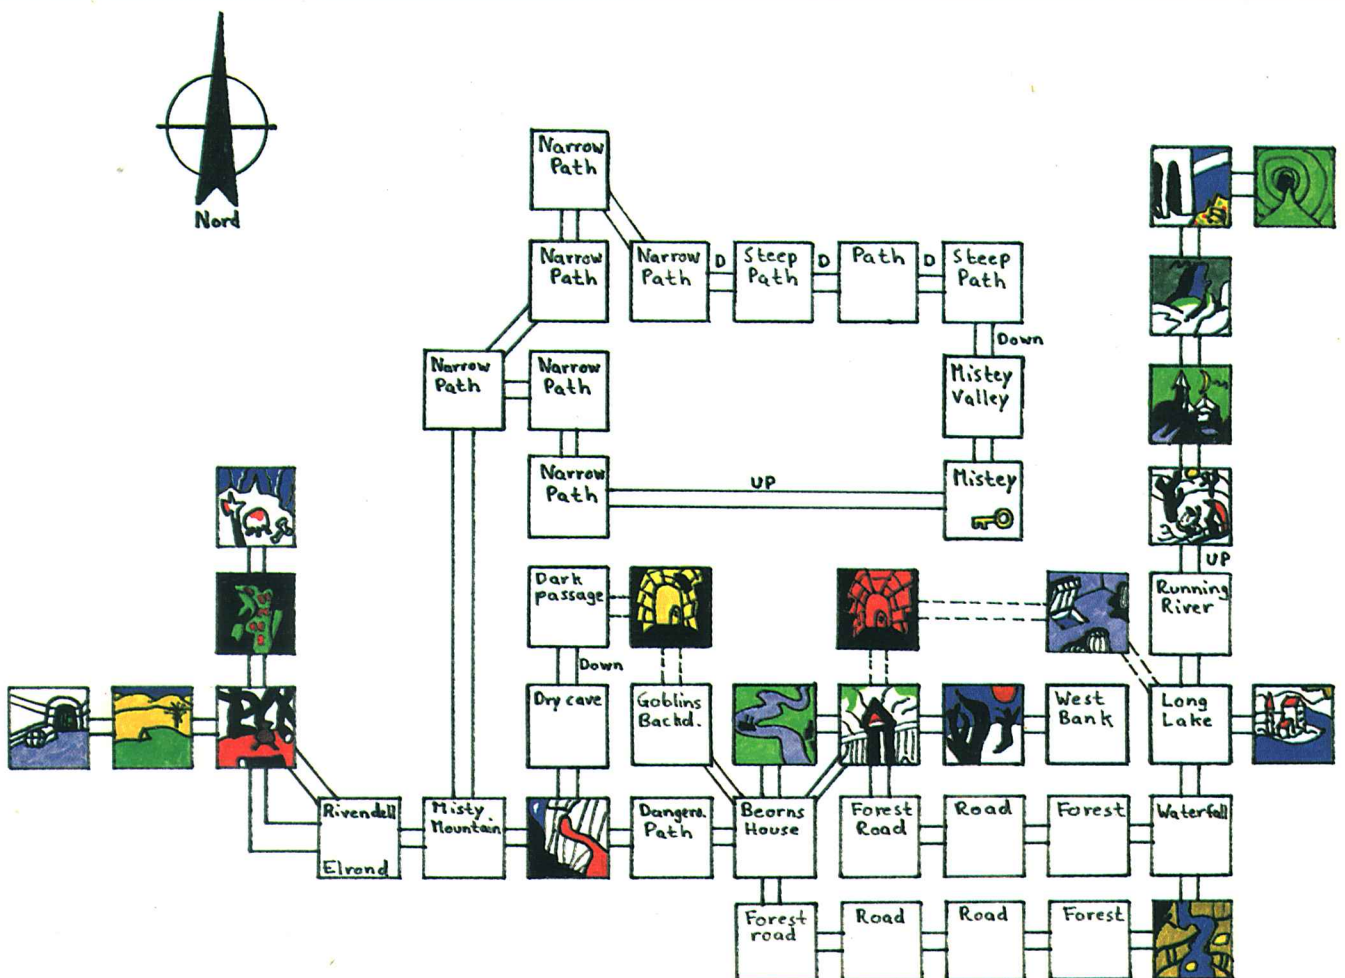 Nord
Narrow
Path
Narrow
Path
Narrow
Path
D
Steep
Path
D
Path
D
Steep
Path
Down
Narrow
Path
Narrow
Path
Mistey
Valley
Narrow
Path
UP
Mistey
UP
Dark
passage
Running
River
Down
Dry cave
Goblins
Backd.
West
Bank
Long
Lake
Rivendell
Elrond
Misty
Mountain
Dangero.
Path
Beorns
House
Forest
Road
Road
Forest
Waterfall
Forest
road
Road
Road
Forest